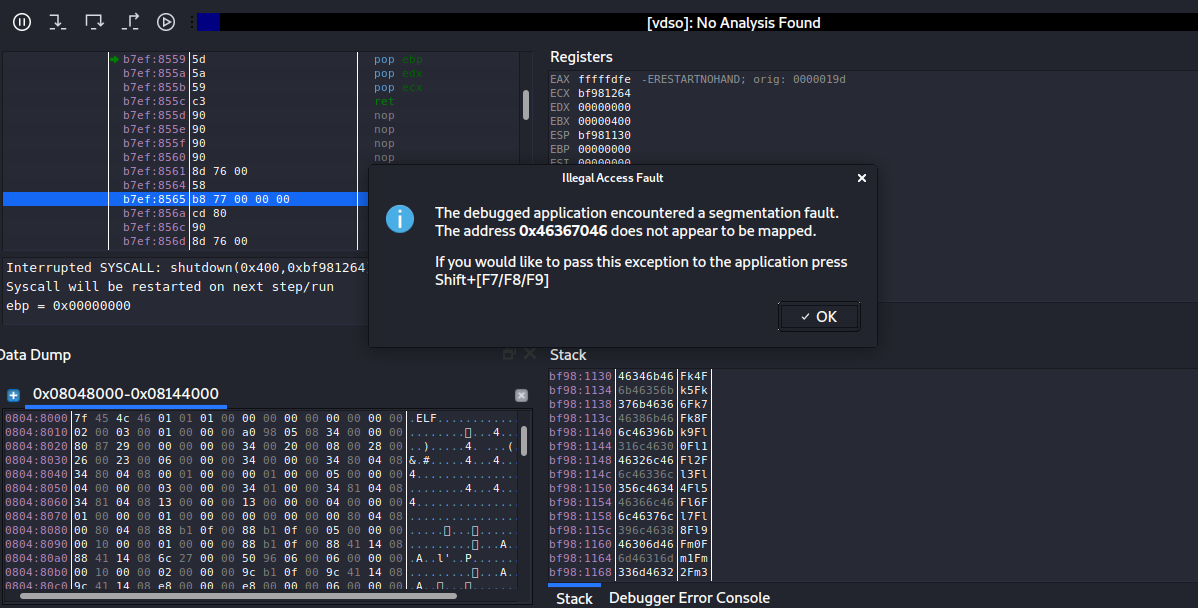 [vdso]: No Analysis Found
b7ef:8559 5d pop ebp
b7ef:855a 5a pop edx
b7ef:855b 59 pop ecx
b7ef:855c c3 ret
b7ef:855d 90 nop
b7ef:855e 90 nop
b7ef:855f 90 nop
b7ef:8560 90 nop
b7ef:8561 8d 76 00
b7ef:8564 58
b7ef:8565 b8 77 00 00 00
b7ef:856a cd 80
b7ef:856c 90
b7ef:856d 8d 76 00
Registers
EAX fffffdfe -ERESTARTNOHAND; orig: 0000019d
ECX bf981264
EDX 00000000
EBX 00000400
ESP bf981130
EBP 00000000
ESI 00000000
Illegal Access Fault
The debugged application encountered a segmentation fault.
The address 0x46367046 does not appear to be mapped.
If you would like to pass this exception to the application press
Shift+[F7/F8/F9]
OK
Interrupted SYSCALL: shutdown(0x400,0xbf981264
Syscall will be restarted on next step/run
ebp = 0x00000000
Data Dump
0x08048000-0x08144000
0804:8000 7f 45 4c 46 01 01 01 00 00 00 00 00 00 00 00 00 .ELF............
0804:8010 02 00 03 00 01 00 00 00 a0 98 05 08 34 00 00 00 ............4...
0804:8020 80 87 29 00 00 00 00 00 34 00 20 00 08 00 28 00 ..).....4. ...(
0804:8030 26 00 23 00 06 00 00 00 34 00 00 00 34 80 04 08 &.#.....4...4...
0804:8040 34 80 04 08 00 01 00 00 00 01 00 00 05 00 00 00 4...............
0804:8050 04 00 00 00 03 00 00 00 34 01 00 00 34 81 04 08 ........4...4...
0804:8060 34 81 04 08 13 00 00 00 13 00 00 00 04 00 00 00 4...............
0804:8070 01 00 00 00 01 00 00 00 00 00 00 00 00 80 04 08 ................
0804:8080 00 80 04 08 88 b1 0f 00 88 b1 0f 00 05 00 00 00
0804:8090 00 10 00 00 01 00 00 00 88 b1 0f 00 88 41 14 08
0804:80a0 88 41 14 08 6c 27 00 00 50 96 00 00 06 00 00 00 .A..l'..P.......
0804:80b0 00 10 00 00 02 00 00 00 9c b1 0f 00 9c 41 14 08
0804:80c0 9c 41 14 08 e8 00 00 00 e8 00 00 00 06 00 00 00
Stack
bf98:1130 46346b46 Fk4F
bf98:1134 6b46356b k5Fk
bf98:1138 376b4636 6Fk7
bf98:113c 46386b46 Fk8F
bf98:1140 6c46396b k9Fl
bf98:1144 316c4630 0Fl1
bf98:1148 46326c46 Fl2F
bf98:114c 6c46336c l3Fl
bf98:1150 356c4634 4Fl5
bf98:1154 46366c46 Fl6F
bf98:1158 6c46376c l7Fl
bf98:115c 396c4638 8Fl9
bf98:1160 46306d46 Fm0F
bf98:1164 6d46316d m1Fm
bf98:1168 336d4632 2Fm3
Stack Debugger Error Console